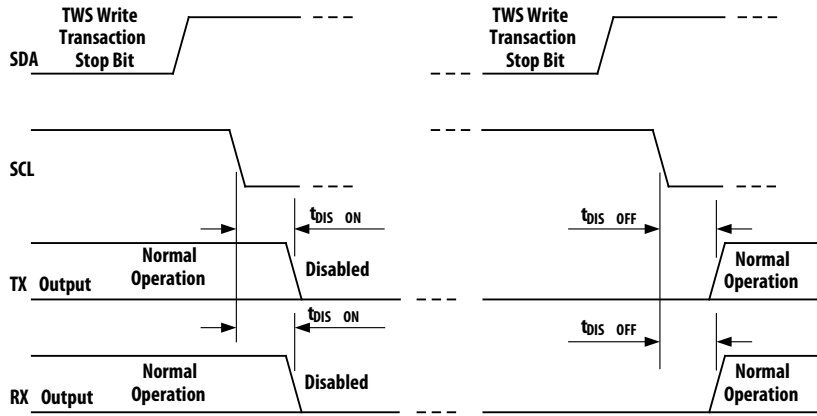 TWS Write
Transaction
Stop Bit
TWS Write
Transaction
Stop Bit
SDA
SCL
tDIS ON
tDIS OFF
TX Output
Normal
Operation
Disabled
Normal
Operation
tDIS ON
tDIS OFF
RX Output
Normal
Operation
Disabled
Normal
Operation